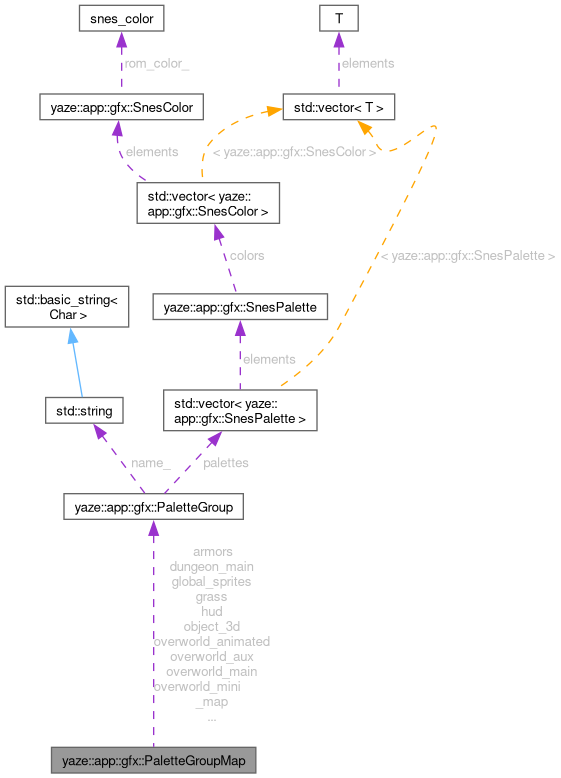 snes_color
T
rom_color_
elements
yaze::app::gfx::SnesColor
std::vector< T >
elements
< yaze::app::gfx::SnesColor >
std::vector< yaze::
app::gfx::SnesColor >
colors
< yaze::app::gfx::SnesPalette >
std::basic_string<
Char >
yaze::app::gfx::SnesPalette
elements
std::string
std::vector< yaze::
app::gfx::SnesPalette >
name_
palettes
yaze::app::gfx::PaletteGroup
armors
dungeon_main
global_sprites
grass
hud
object_3d
overworld_animated
overworld_aux
overworld_main
overworld_mini
_map
...
yaze::app::gfx::PaletteGroupMap